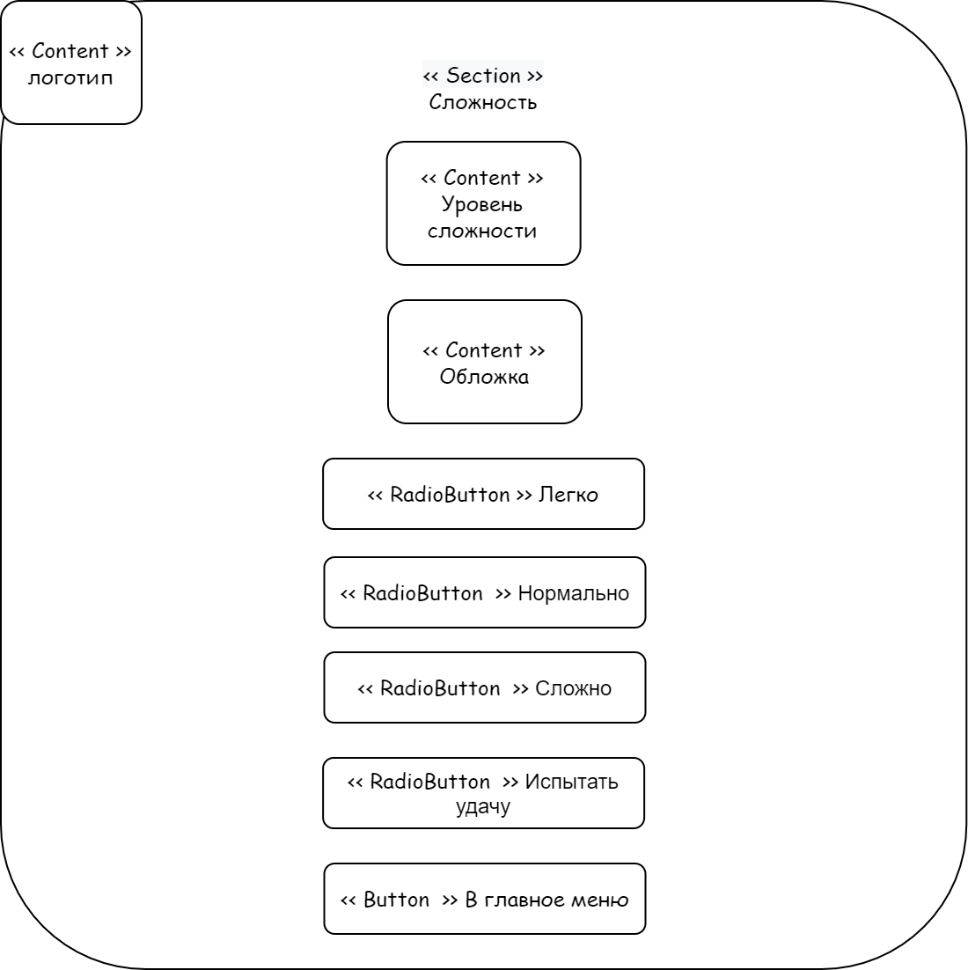 << Content >>
логотип
<< Section >>
Сложность
<< Content >>
Уровень
сложности
<< Content >>
Обложка
<< RadioButton >> Легко
<< RadioButton >> Нормально
<< RadioButton >> Сложно
<< RadioButton >> Испытать
удачу
<< Button >> В главное меню